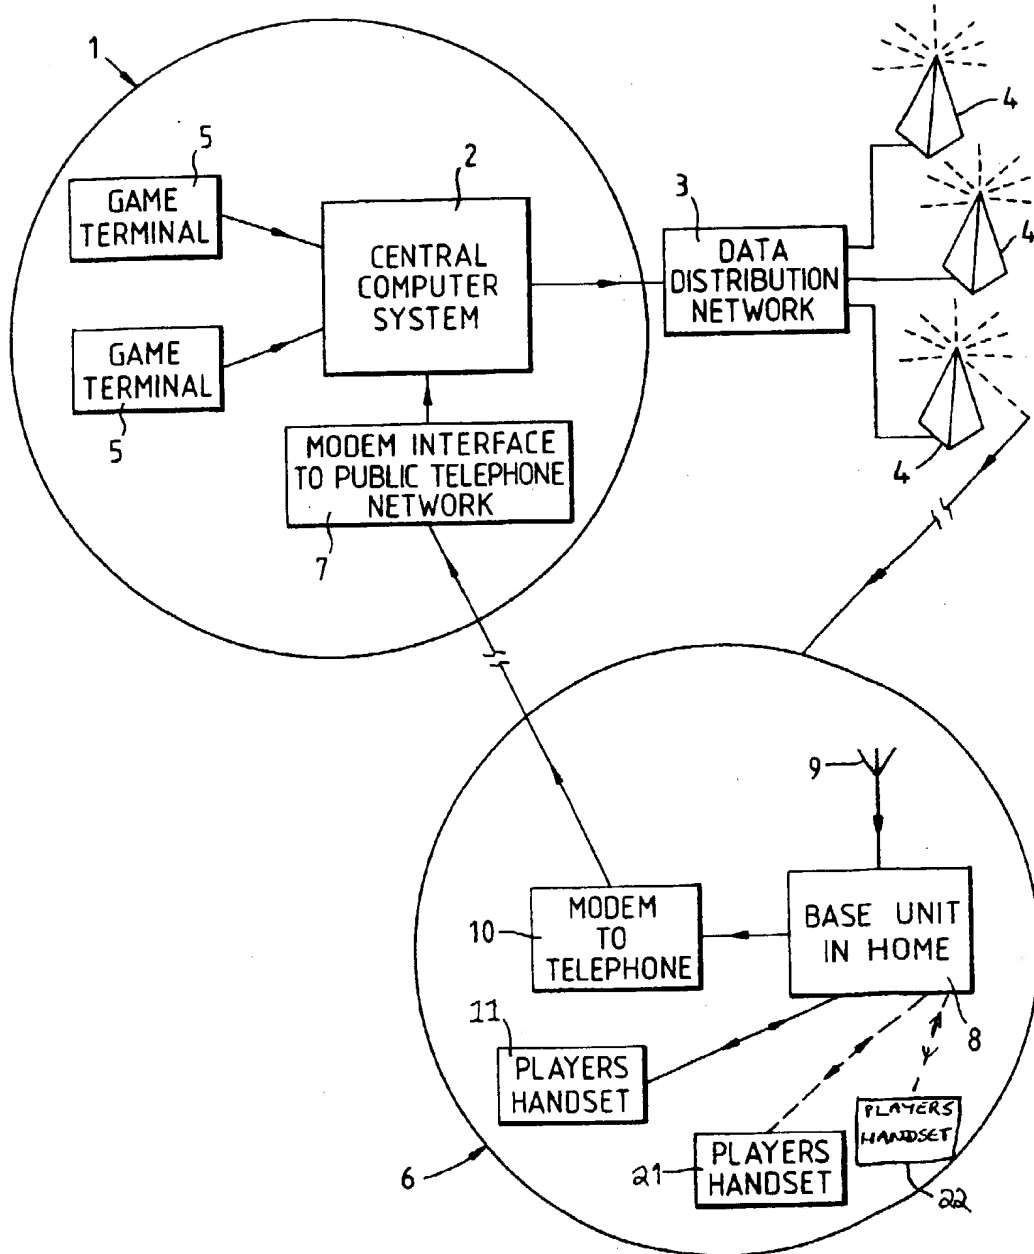 1
5
GAME
TERMINAL
2
CENTRAL
COMPUTER
SYSTEM
GAME
TERMINAL
5
MODEM INTERFACE
TO PUBLIC TELEPHONE
NETWORK
7
3
DATA
DISTRIBUTION
NETWORK
4
4
4
9
BASE UNIT
IN HOME
8
MODEM
TO
TELEPHONE
10
11
PLAYERS
HANDSET
PLAYERS
HANDSET
21
PLAYERS
HANDSET
22
6